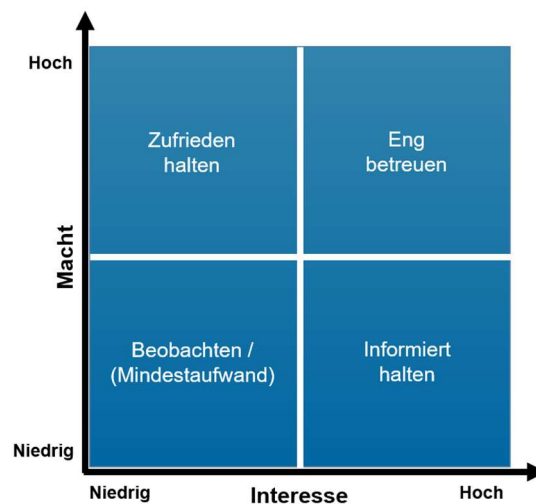 Hoch
Zufrieden
halten
Eng
betreuen
Macht
Beobachten /
(Mindestaufwand)
Informiert
halten
Niedrig
Niedrig
Interesse
Hoch